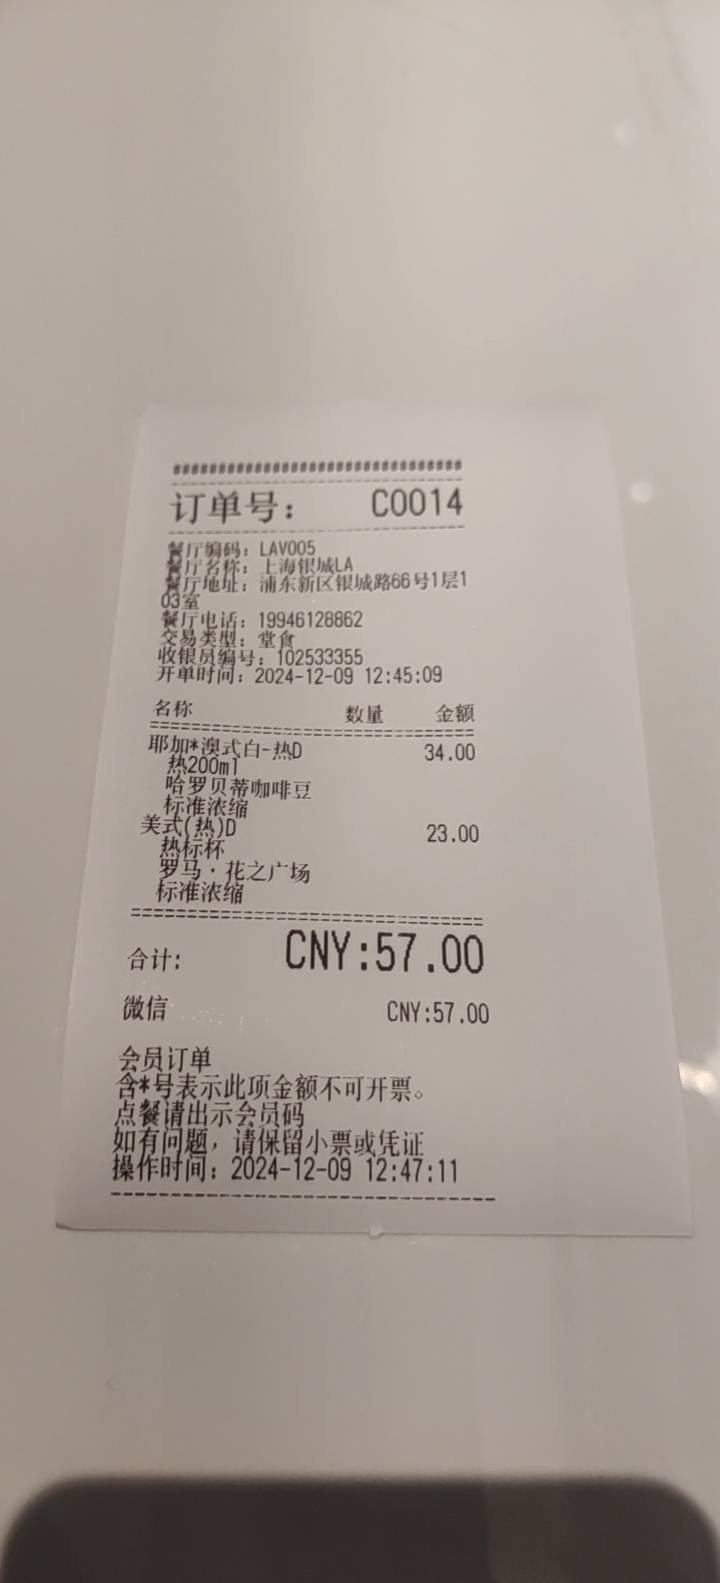 ################################
订单号： C0014
餐厅编码：LAV005
餐厅名称：上海银城LA
餐厅地址：浦东新区银城路66号1层1
03室
餐厅电话：19946128862
交易类型：堂食
收银员编号：102533355
开单时间：2024-12-09 12:45:09
名称 数量 金额
耶加*澳式白-热D 34.00
热200ml
哈罗贝蒂咖啡豆
标准浓缩
美式(热)D 23.00
热标杯
罗马·花之广场
标准浓缩
合计: CNY:57.00
微信 CNY:57.00
会员订单
含*号表示此项金额不可开票。
点餐请出示会员码
如有问题，请保留小票或凭证
操作时间：2024-12-09 12:47:11